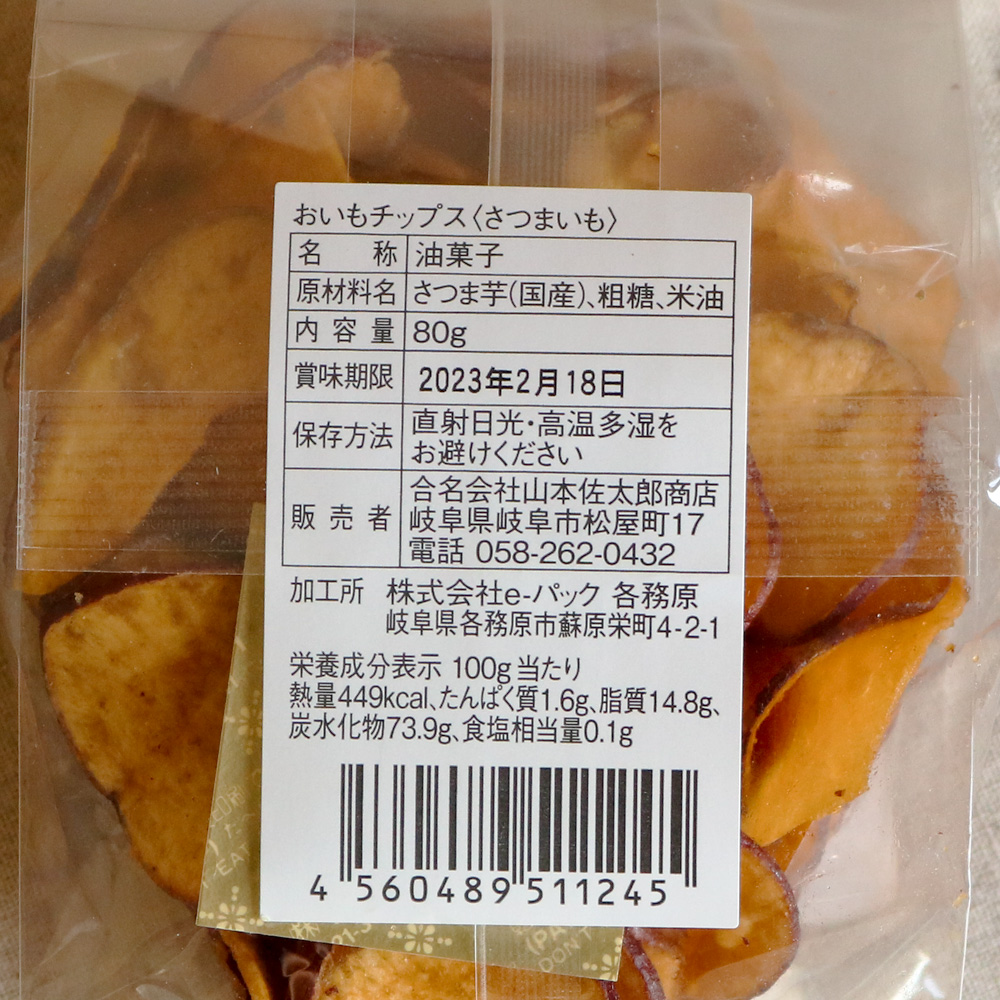 おいもチップス〈さつまいも〉
名称 油菓子
原材料名 さつま芋(国産)、粗糖、米油
内容量 80g
賞味期限 2023年2月18日
保存方法 直射日光・高温多湿を
お避けください
販売者 合名会社山本佐太郎商店
岐阜県岐阜市松屋町17
電話 058-262-0432
加工所 株式会社e-パック 各務原
岐阜県各務原市蘇原栄町4-2-1
栄養成分表示 100g当たり
熱量449kcal、たんぱく質1.6g、脂質14.8g、
炭水化物73.9g、食塩相当量0.1g
4 560489 511245
DON'T